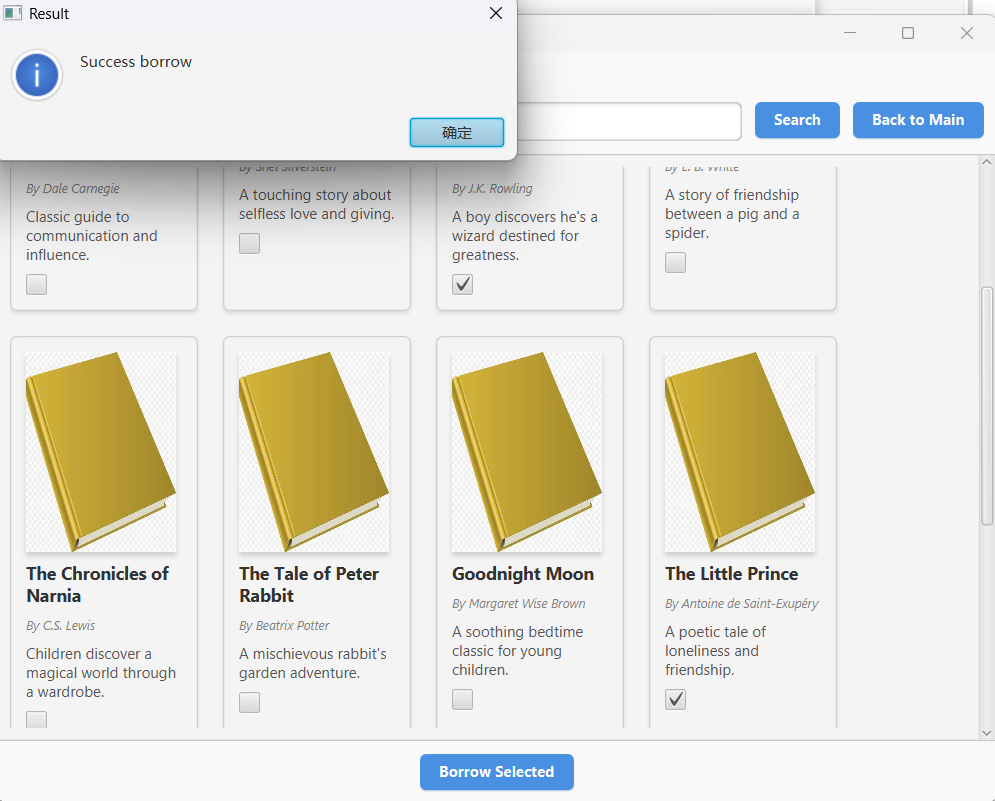 Result
Success borrow
确定
Search
Back to Main
By Dale Carnegie
Classic guide to
communication and
influence.
By Shel Silverstein
A touching story about
selfless love and giving.
By J.K. Rowling
A boy discovers he's a
wizard destined for
greatness.
By E. B. White
A story of friendship
between a pig and a
spider.
The Chronicles of
Narnia
By C.S. Lewis
Children discover a
magical world through
a wardrobe.
The Tale of Peter
Rabbit
By Beatrix Potter
A mischievous rabbit's
garden adventure.
Goodnight Moon
By Margaret Wise Brown
A soothing bedtime
classic for young
children.
The Little Prince
By Antoine de Saint-Exupéry
A poetic tale of
loneliness and
friendship.
Borrow Selected